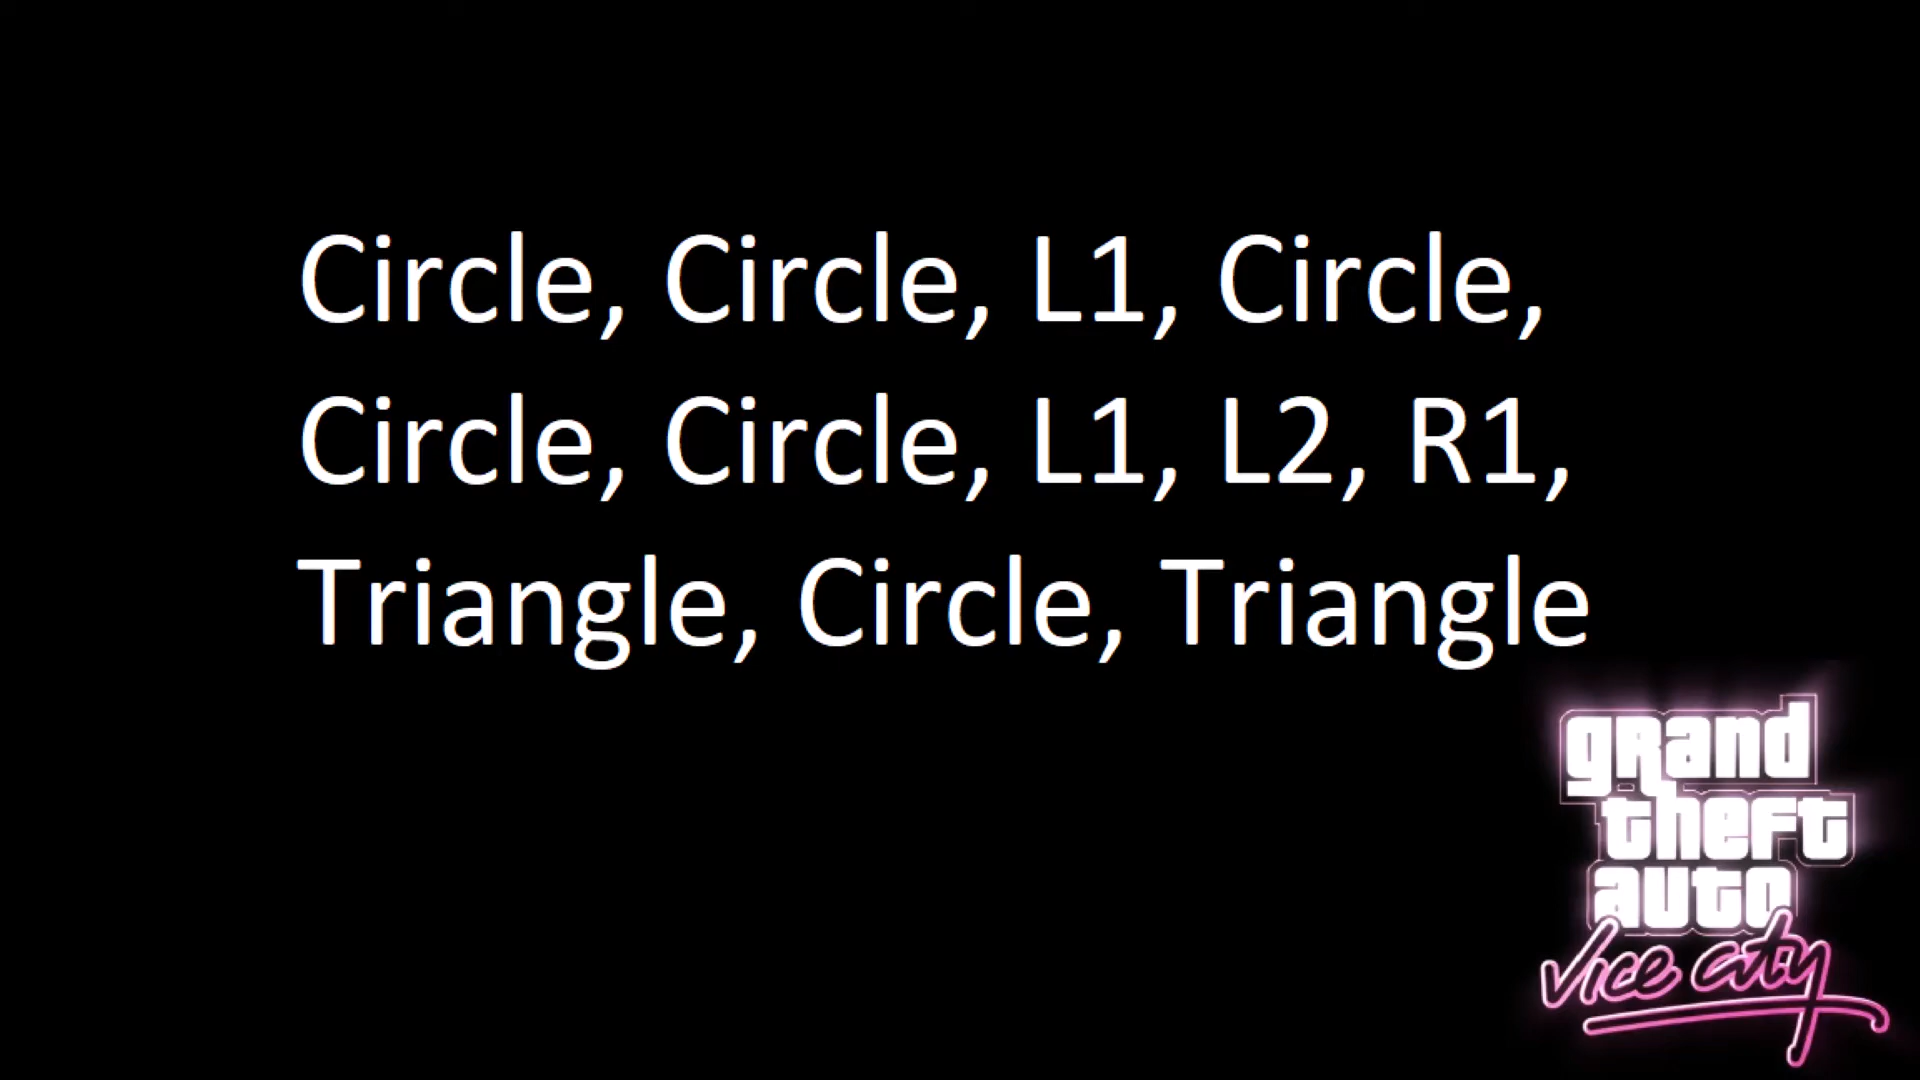 Circle, Circle, L1, Circle,
Circle, Circle, L1, L2, R1,
Triangle, Circle, Triangle
grand
theft
auto
vice city